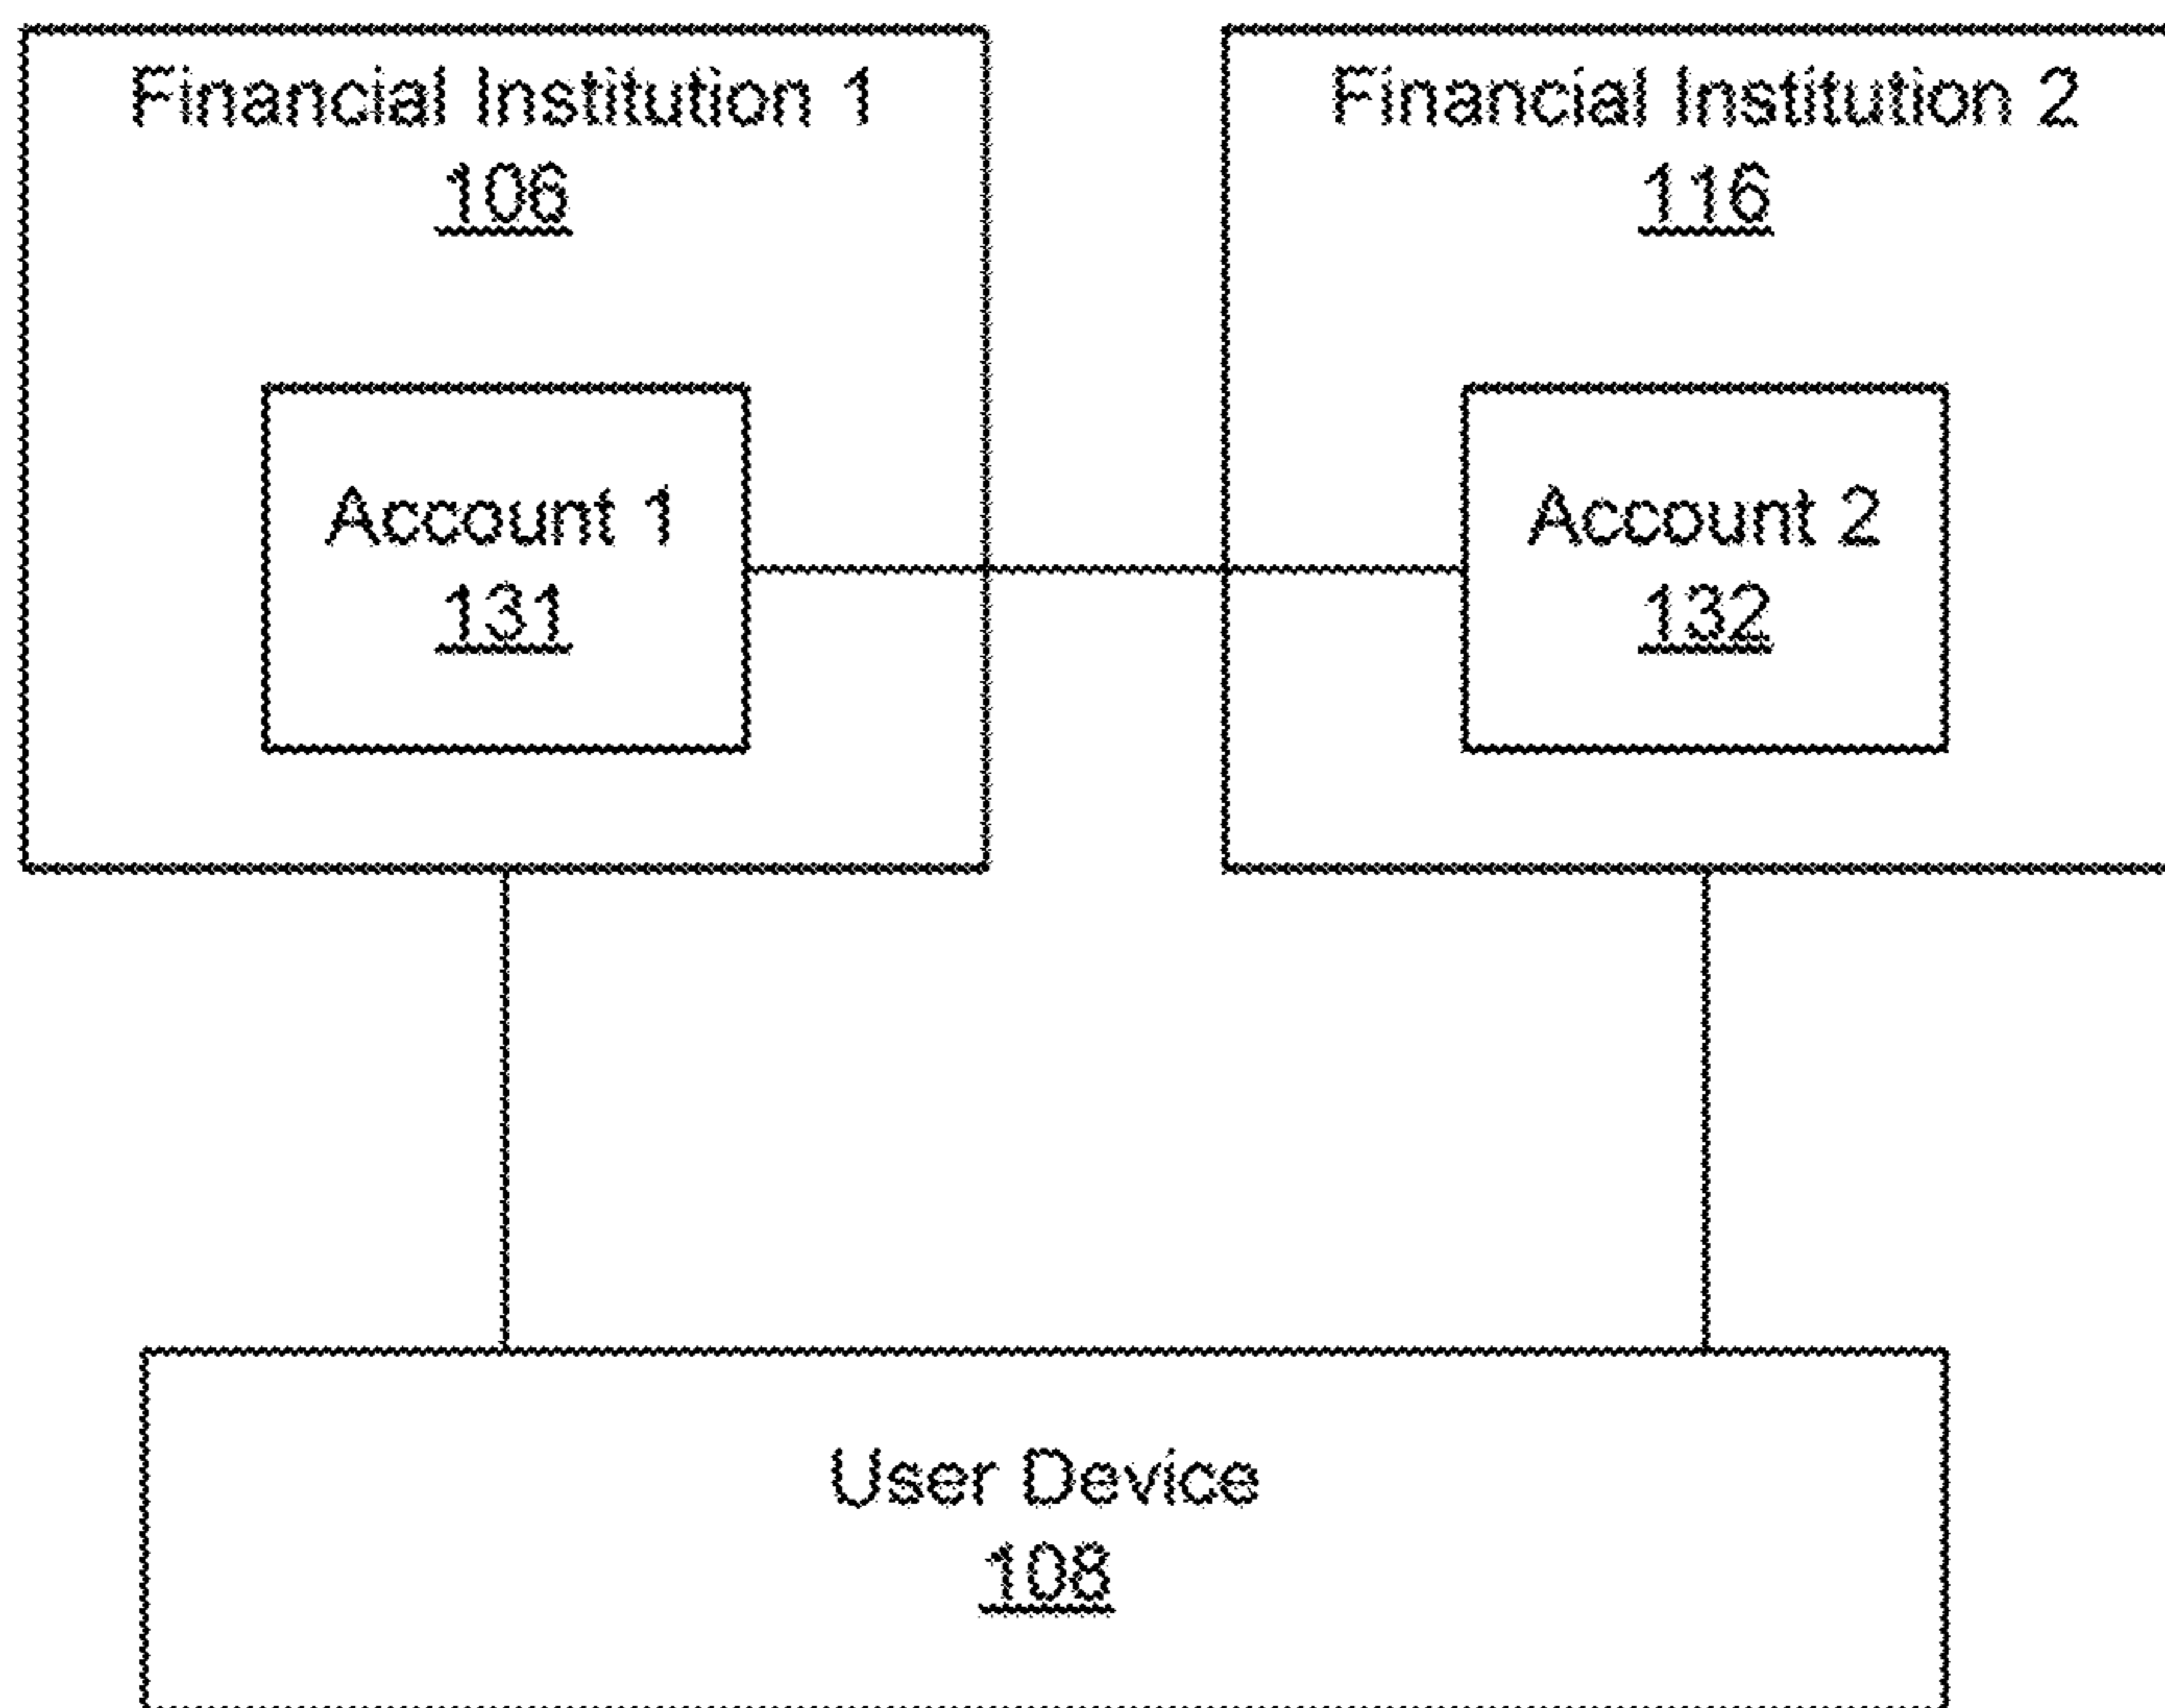 Financial Institution 1
106
Financial Institution 2
116
Account 1
131
Account 2
132
User Device
108